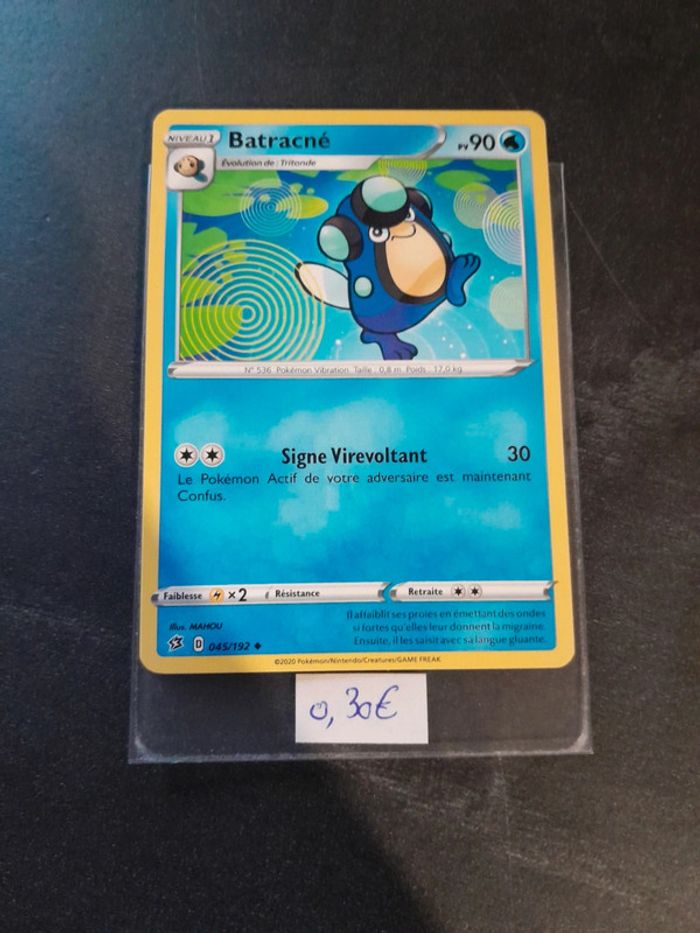 NIVEAU 1 Batracné PV 90
Évolution de : Tritonde
N° 536 Pokémon Vibration Taille : 0,8 m Poids : 17,0 kg
Signe Virevoltant 30
Le Pokémon Actif de votre adversaire est maintenant
Confus.
Faiblesse ×2 Résistance Retraite
Il affaiblit ses proies en émettant des ondes
si fortes qu'elles leur donnent la migraine.
Ensuite, il les saisit avec sa langue gluante.
Illus. MAHOU
D 045/192
©2020 Pokémon/Nintendo/Creatures/GAME FREAK
0,30€